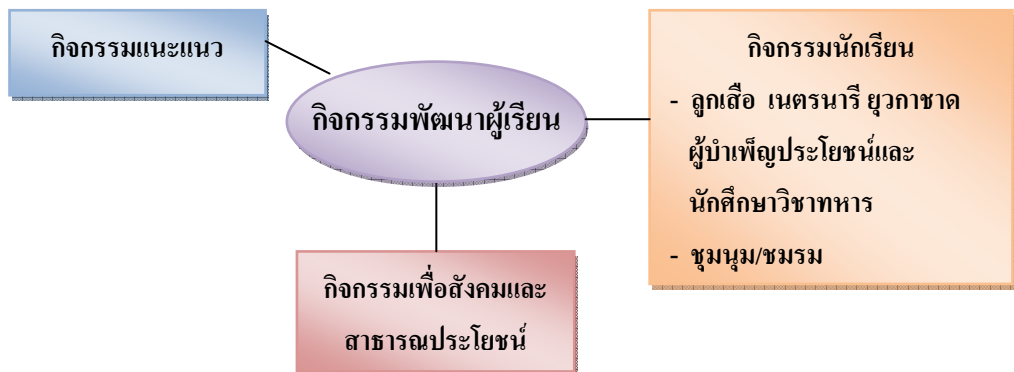 กิจกรรมแนะแนว
กิจกรรมพัฒนาผู้เรียน
กิจกรรมนักเรียน
- ลูกเสือ เนตรนารี ยุวกาชาด
ผู้บำเพ็ญประโยชน์และ
นักศึกษาวิชาทหาร
- ชุมนุม/ชมรม
กิจกรรมเพื่อสังคมและ
สาธารณประโยชน์